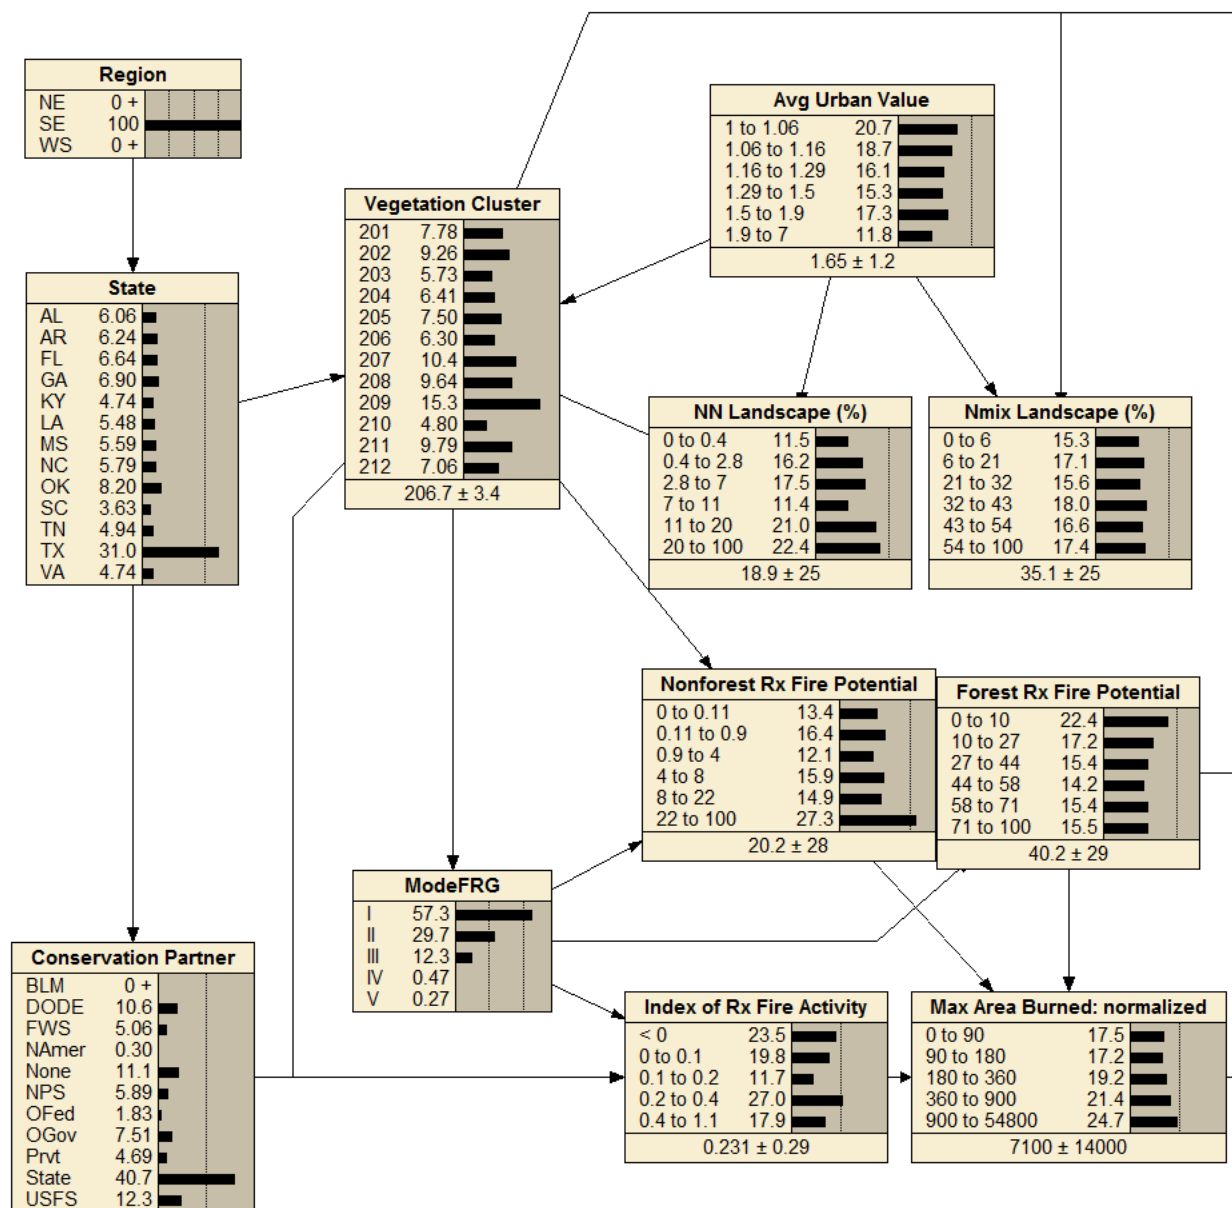 Region
NE 0 +
SE 100
WS 0 +
Avg Urban Value
1 to 1.06 20.7
1.06 to 1.16 18.7
1.16 to 1.29 16.1
1.29 to 1.5 15.3
1.5 to 1.9 17.3
1.9 to 7 11.8
1.65 ± 1.2
Vegetation Cluster
201 7.78
202 9.26
203 5.73
204 6.41
205 7.50
206 6.30
207 10.4
208 9.64
209 15.3
210 4.80
211 9.79
212 7.06
206.7 ± 3.4
State
AL 6.06
AR 6.24
FL 6.64
GA 6.90
KY 4.74
LA 5.48
MS 5.59
NC 5.79
OK 8.20
SC 3.63
TN 4.94
TX 31.0
VA 4.74
NN Landscape (%)
0 to 0.4 11.5
0.4 to 2.8 16.2
2.8 to 7 17.5
7 to 11 11.4
11 to 20 21.0
20 to 100 22.4
18.9 ± 25
Nmix Landscape (%)
0 to 6 15.3
6 to 21 17.1
21 to 32 15.6
32 to 43 18.0
43 to 54 16.6
54 to 100 17.4
35.1 ± 25
Nonforest Rx Fire Potential
0 to 0.11 13.4
0.11 to 0.9 16.4
0.9 to 4 12.1
4 to 8 15.9
8 to 22 14.9
22 to 100 27.3
20.2 ± 28
Forest Rx Fire Potential
0 to 10 22.4
10 to 27 17.2
27 to 44 15.4
44 to 58 14.2
58 to 71 15.4
71 to 100 15.5
40.2 ± 29
ModeFRG
I 57.3
II 29.7
III 12.3
IV 0.47
V 0.27
Conservation Partner
BLM 0 +
DODE 10.6
FWS 5.06
NAmer 0.30
None 11.1
NPS 5.89
OFed 1.83
OGov 7.51
Prvt 4.69
State 40.7
USFS 12.3
Index of Rx Fire Activity
< 0 23.5
0 to 0.1 19.8
0.1 to 0.2 11.7
0.2 to 0.4 27.0
0.4 to 1.1 17.9
0.231 ± 0.29
Max Area Burned: normalized
0 to 90 17.5
90 to 180 17.2
180 to 360 19.2
360 to 900 21.4
900 to 54800 24.7
7100 ± 14000